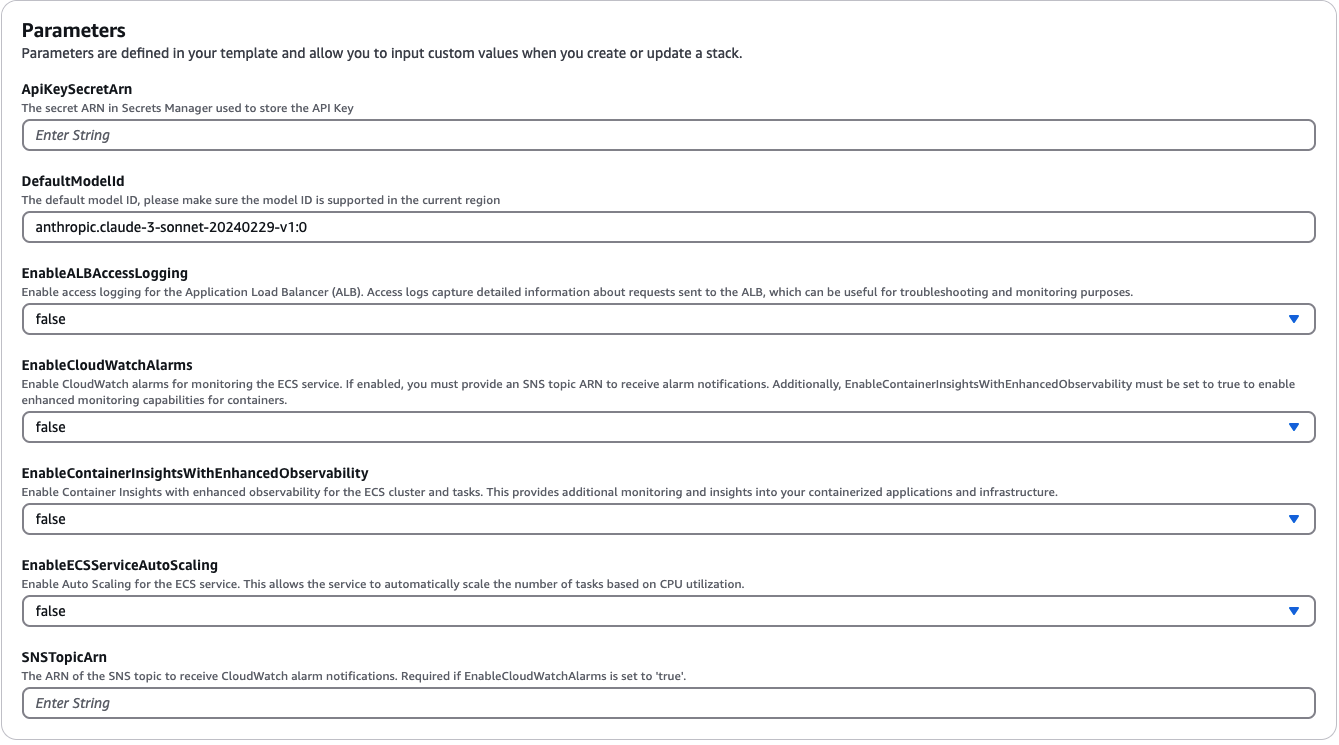 Parameters
Parameters are defined in your template and allow you to input custom values when you create or update a stack.
ApiKeySecretArn
The secret ARN in Secrets Manager used to store the API Key
Enter String
DefaultModelId
The default model ID, please make sure the model ID is supported in the current region
anthropic.claude-3-sonnet-20240229-v1:0
EnableALBAccessLogging
Enable access logging for the Application Load Balancer (ALB). Access logs capture detailed information about requests sent to the ALB, which can be useful for troubleshooting and monitoring purposes.
false
EnableCloudWatchAlarms
Enable CloudWatch alarms for monitoring the ECS service. If enabled, you must provide an SNS topic ARN to receive alarm notifications. Additionally, EnableContainerInsightsWithEnhancedObservability must be set to true to enable
enhanced monitoring capabilities for containers.
false
EnableContainerInsightsWithEnhancedObservability
Enable Container Insights with enhanced observability for the ECS cluster and tasks. This provides additional monitoring and insights into your containerized applications and infrastructure.
false
EnableECSServiceAutoScaling
Enable Auto Scaling for the ECS service. This allows the service to automatically scale the number of tasks based on CPU utilization.
false
SNSTopicArn
The ARN of the SNS topic to receive CloudWatch alarm notifications. Required if EnableCloudWatchAlarms is set to 'true'.
Enter String